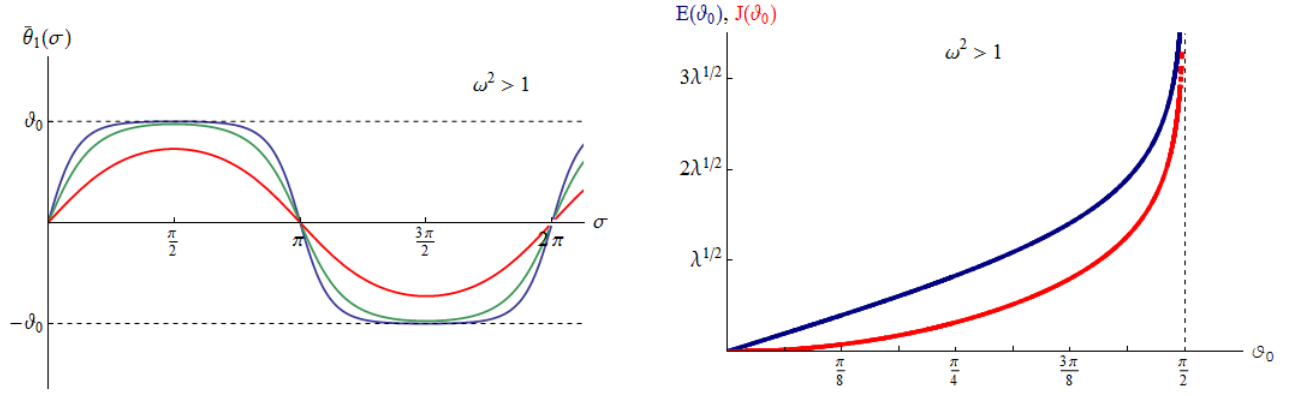 θ̄₁(σ)
ω² > 1
ϑ₀
−ϑ₀
π/2
π
3π/2
2π
σ
E(ϑ₀), J(ϑ₀)
ω² > 1
3λ^{1/2}
2λ^{1/2}
λ^{1/2}
π/8
π/4
3π/8
π/2
ϑ₀